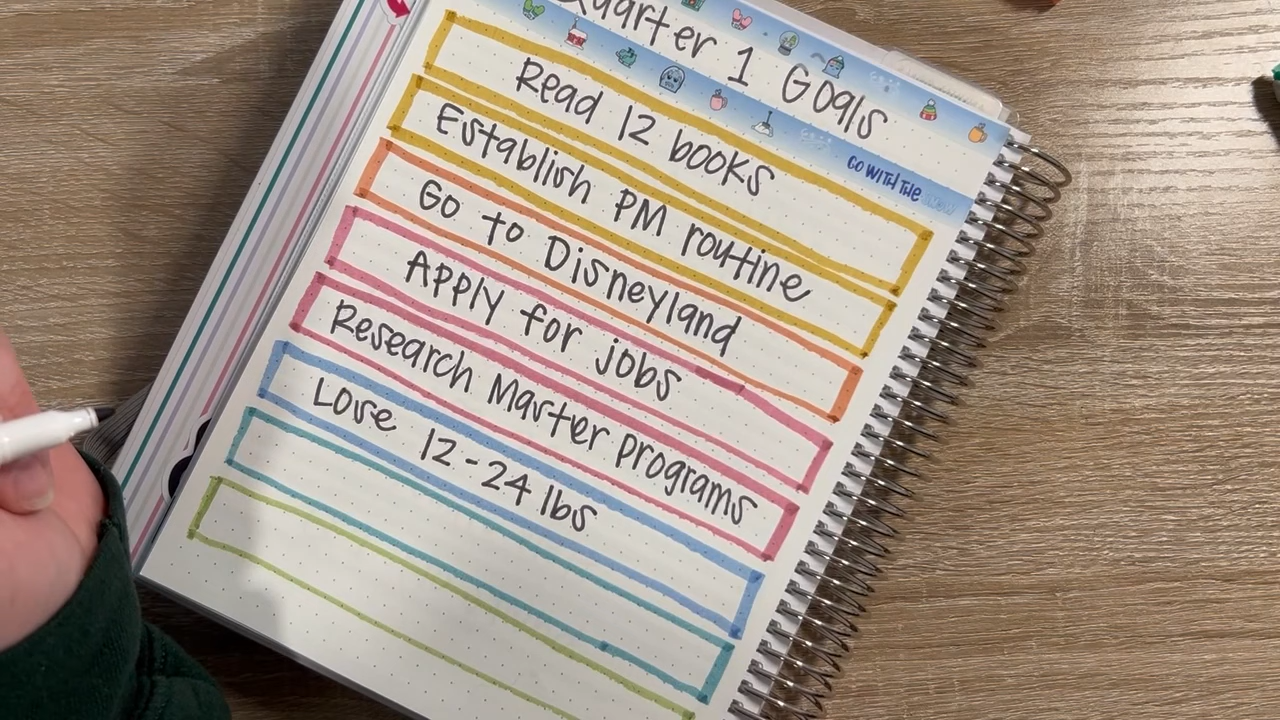 Quarter 1 Goals
GO WITH THE
Read 12 books
Establish PM routine
Go to Disneyland
Apply for jobs
Research Master Programs
Lose 12-24 lbs